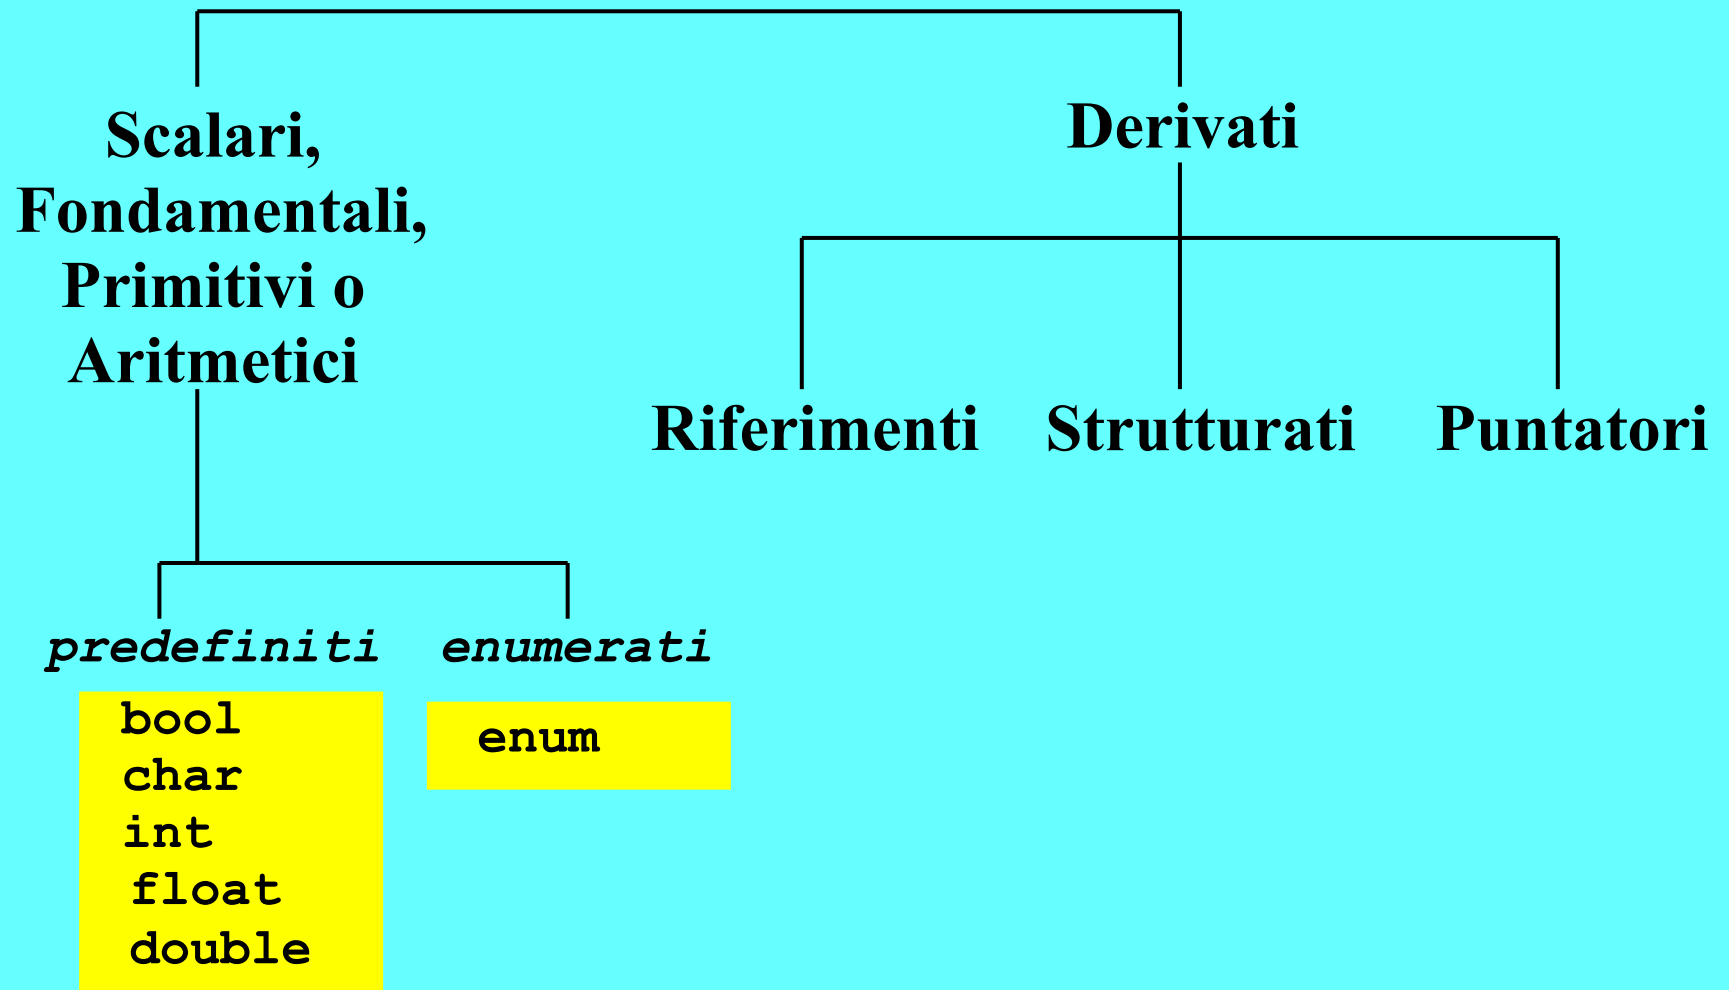 Scalari,
Fondamentali,
Primitivi o
Aritmetici
Derivati
Riferimenti
Strutturati
Puntatori
predefiniti
enumerati
bool
char
int
float
double
enum